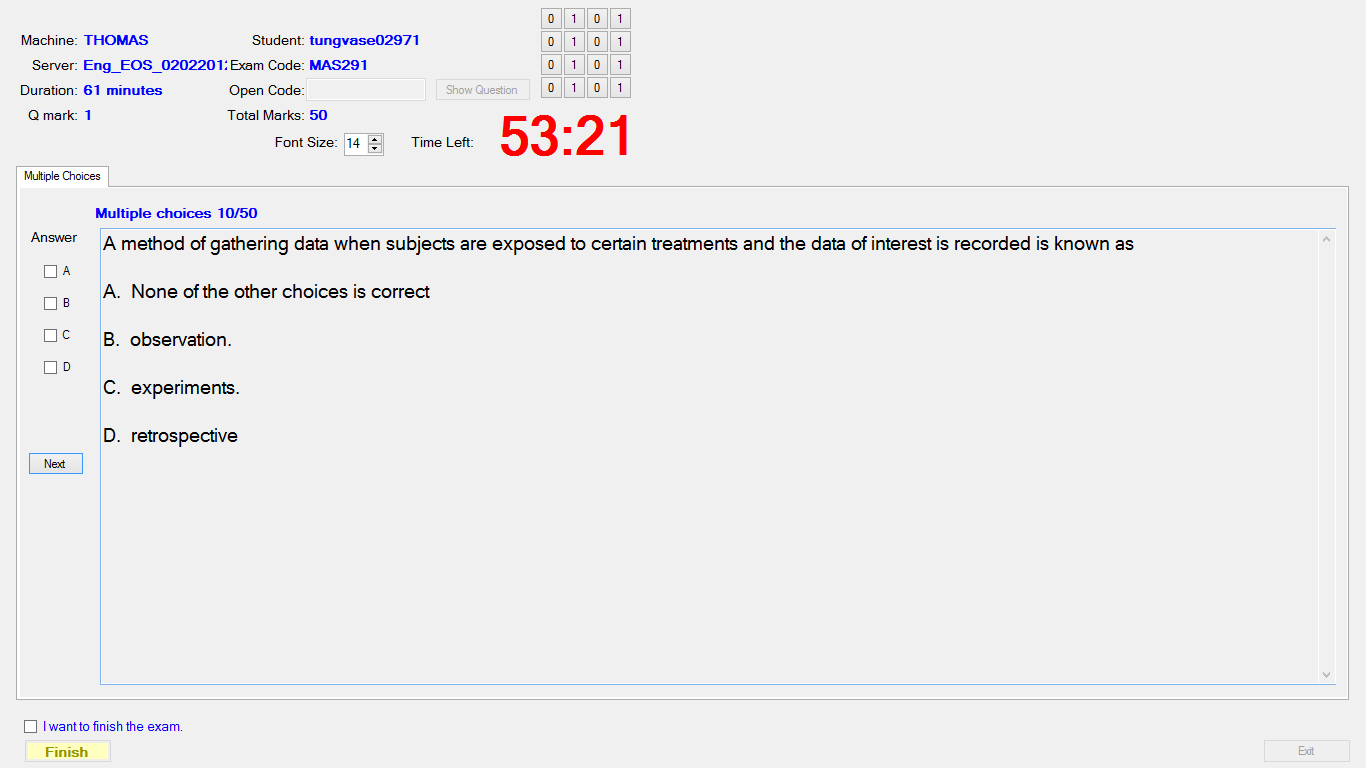 Machine: THOMAS Student: tungvase02971
Server: Eng_EOS_02022012 Exam Code: MAS291
Duration: 61 minutes Open Code: Show Question
Q mark: 1 Total Marks: 50
Font Size: 14 Time Left: 53:21
0 1 0 1
0 1 0 1
0 1 0 1
0 1 0 1
Multiple Choices
Multiple choices 10/50
Answer
A
B
C
D
Next
A method of gathering data when subjects are exposed to certain treatments and the data of interest is recorded is known as
A. None of the other choices is correct
B. observation.
C. experiments.
D. retrospective
I want to finish the exam.
Finish
Exit